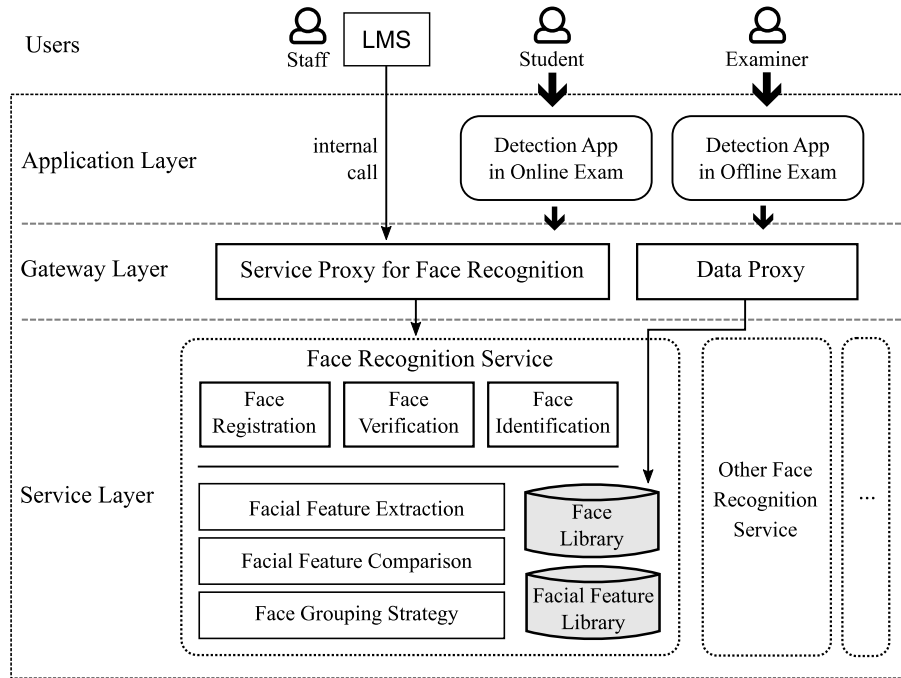 Users
Staff
LMS
Student
Examiner
Application Layer
internal
call
Detection App
in Online Exam
Detection App
in Offline Exam
Gateway Layer
Service Proxy for Face Recognition
Data Proxy
Service Layer
Face Recognition Service
Face
Registration
Face
Verification
Face
Identification
Facial Feature Extraction
Facial Feature Comparison
Face Grouping Strategy
Face
Library
Facial Feature
Library
Other Face
Recognition
Service
...